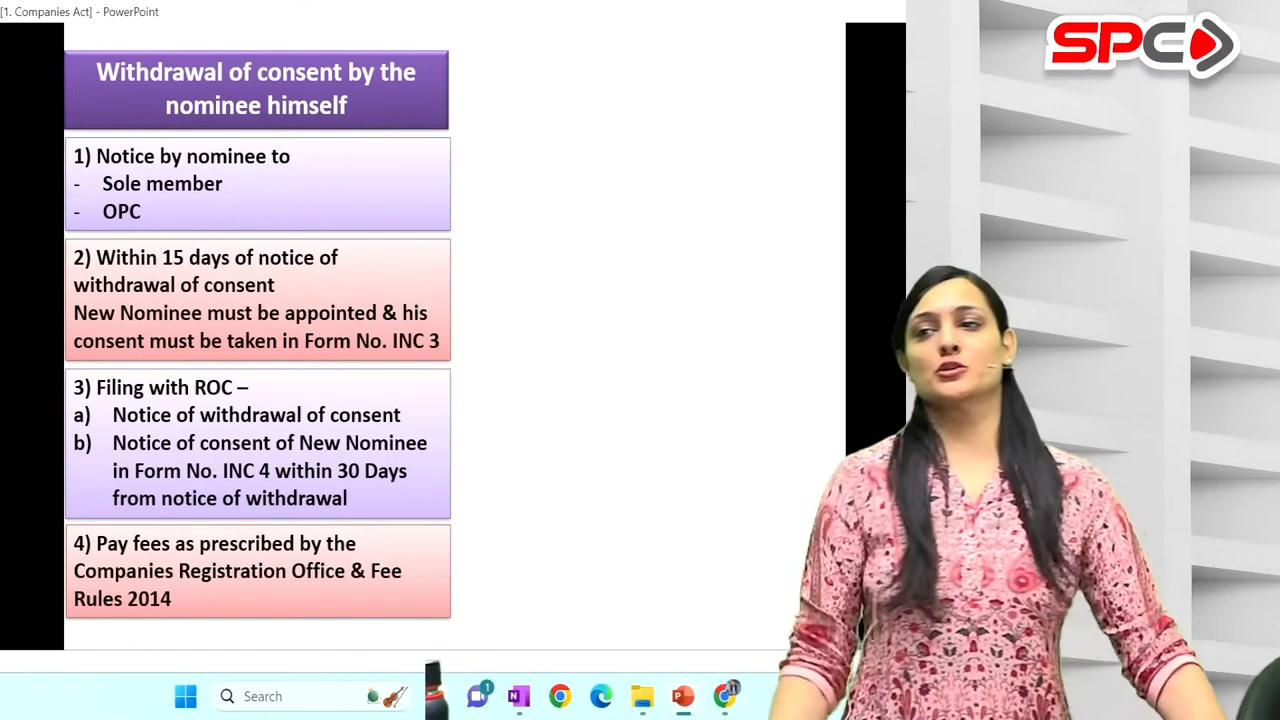 [1. Companies Act] - PowerPoint
SPC
Withdrawal of consent by the
nominee himself
1) Notice by nominee to
- Sole member
- OPC
2) Within 15 days of notice of
withdrawal of consent
New Nominee must be appointed & his
consent must be taken in Form No. INC 3
3) Filing with ROC –
a) Notice of withdrawal of consent
b) Notice of consent of New Nominee
in Form No. INC 4 within 30 Days
from notice of withdrawal
4) Pay fees as prescribed by the
Companies Registration Office & Fee
Rules 2014
Search
1